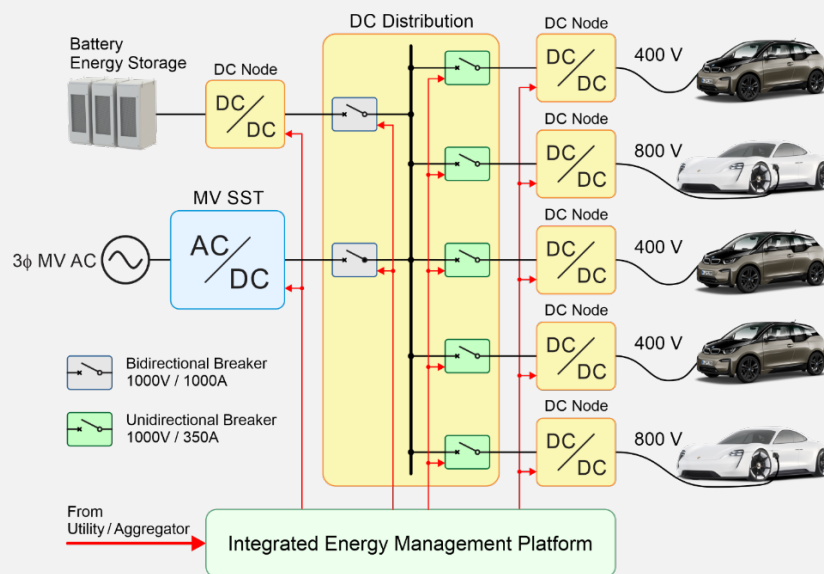 DC Distribution
Battery
Energy Storage
DC Node
DC/DC
MV SST
AC/DC
3ϕ MV AC
DC Node
DC/DC
400 V
DC Node
DC/DC
800 V
DC Node
DC/DC
400 V
DC Node
DC/DC
400 V
DC Node
DC/DC
800 V
Bidirectional Breaker
1000V / 1000A
Unidirectional Breaker
1000V / 350A
From
Utility/Aggregator
Integrated Energy Management Platform